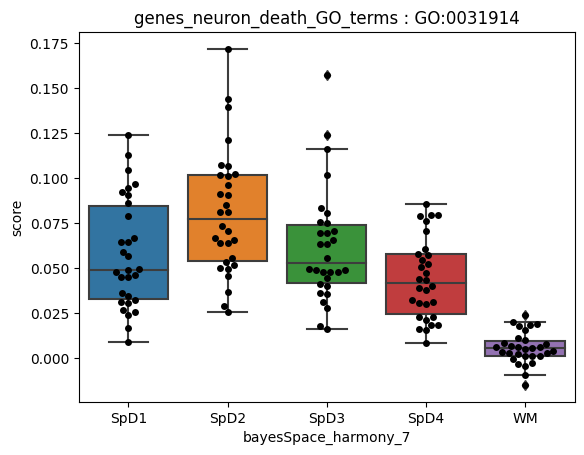 genes_neuron_death_GO_terms : GO:0031914
score
0.175
0.150
0.125
0.100
0.075
0.050
0.025
0.000
SpD1 SpD2 SpD3 SpD4 WM
bayesSpace_harmony_7